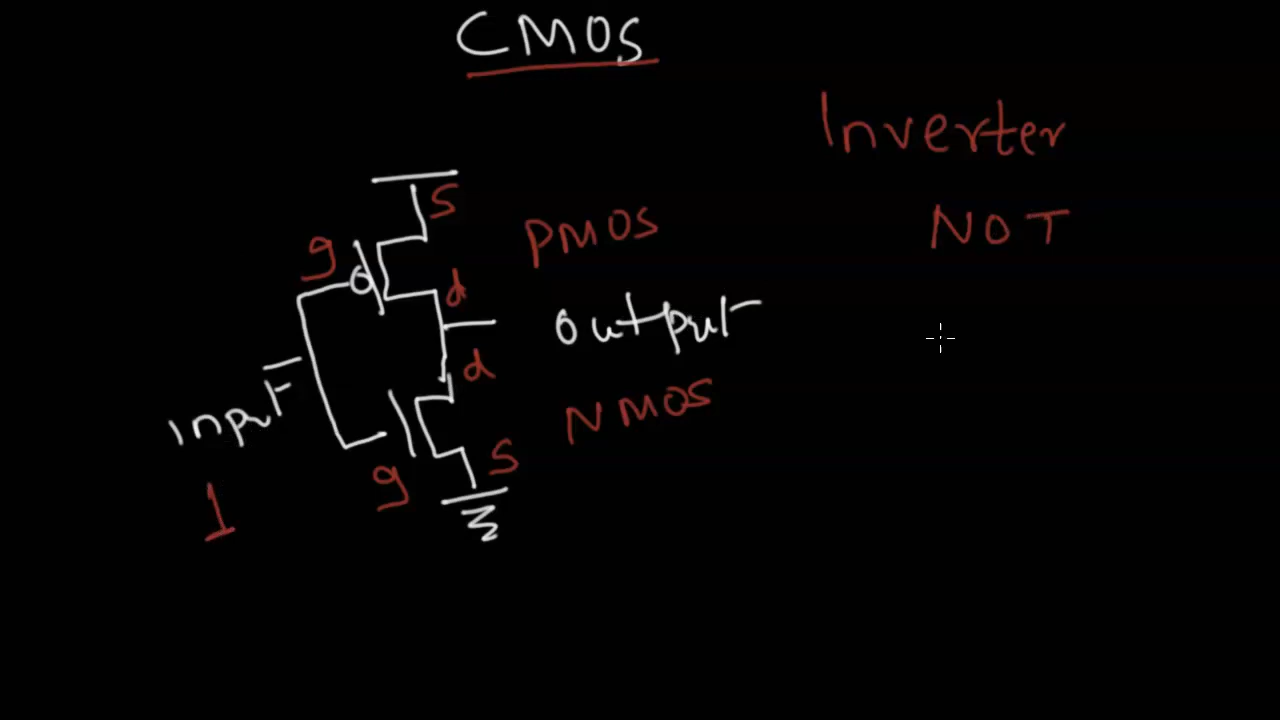 CMOS
Inverter
S
PMOS
NOT
g
d
output
d
NMOS
Input
S
g
1